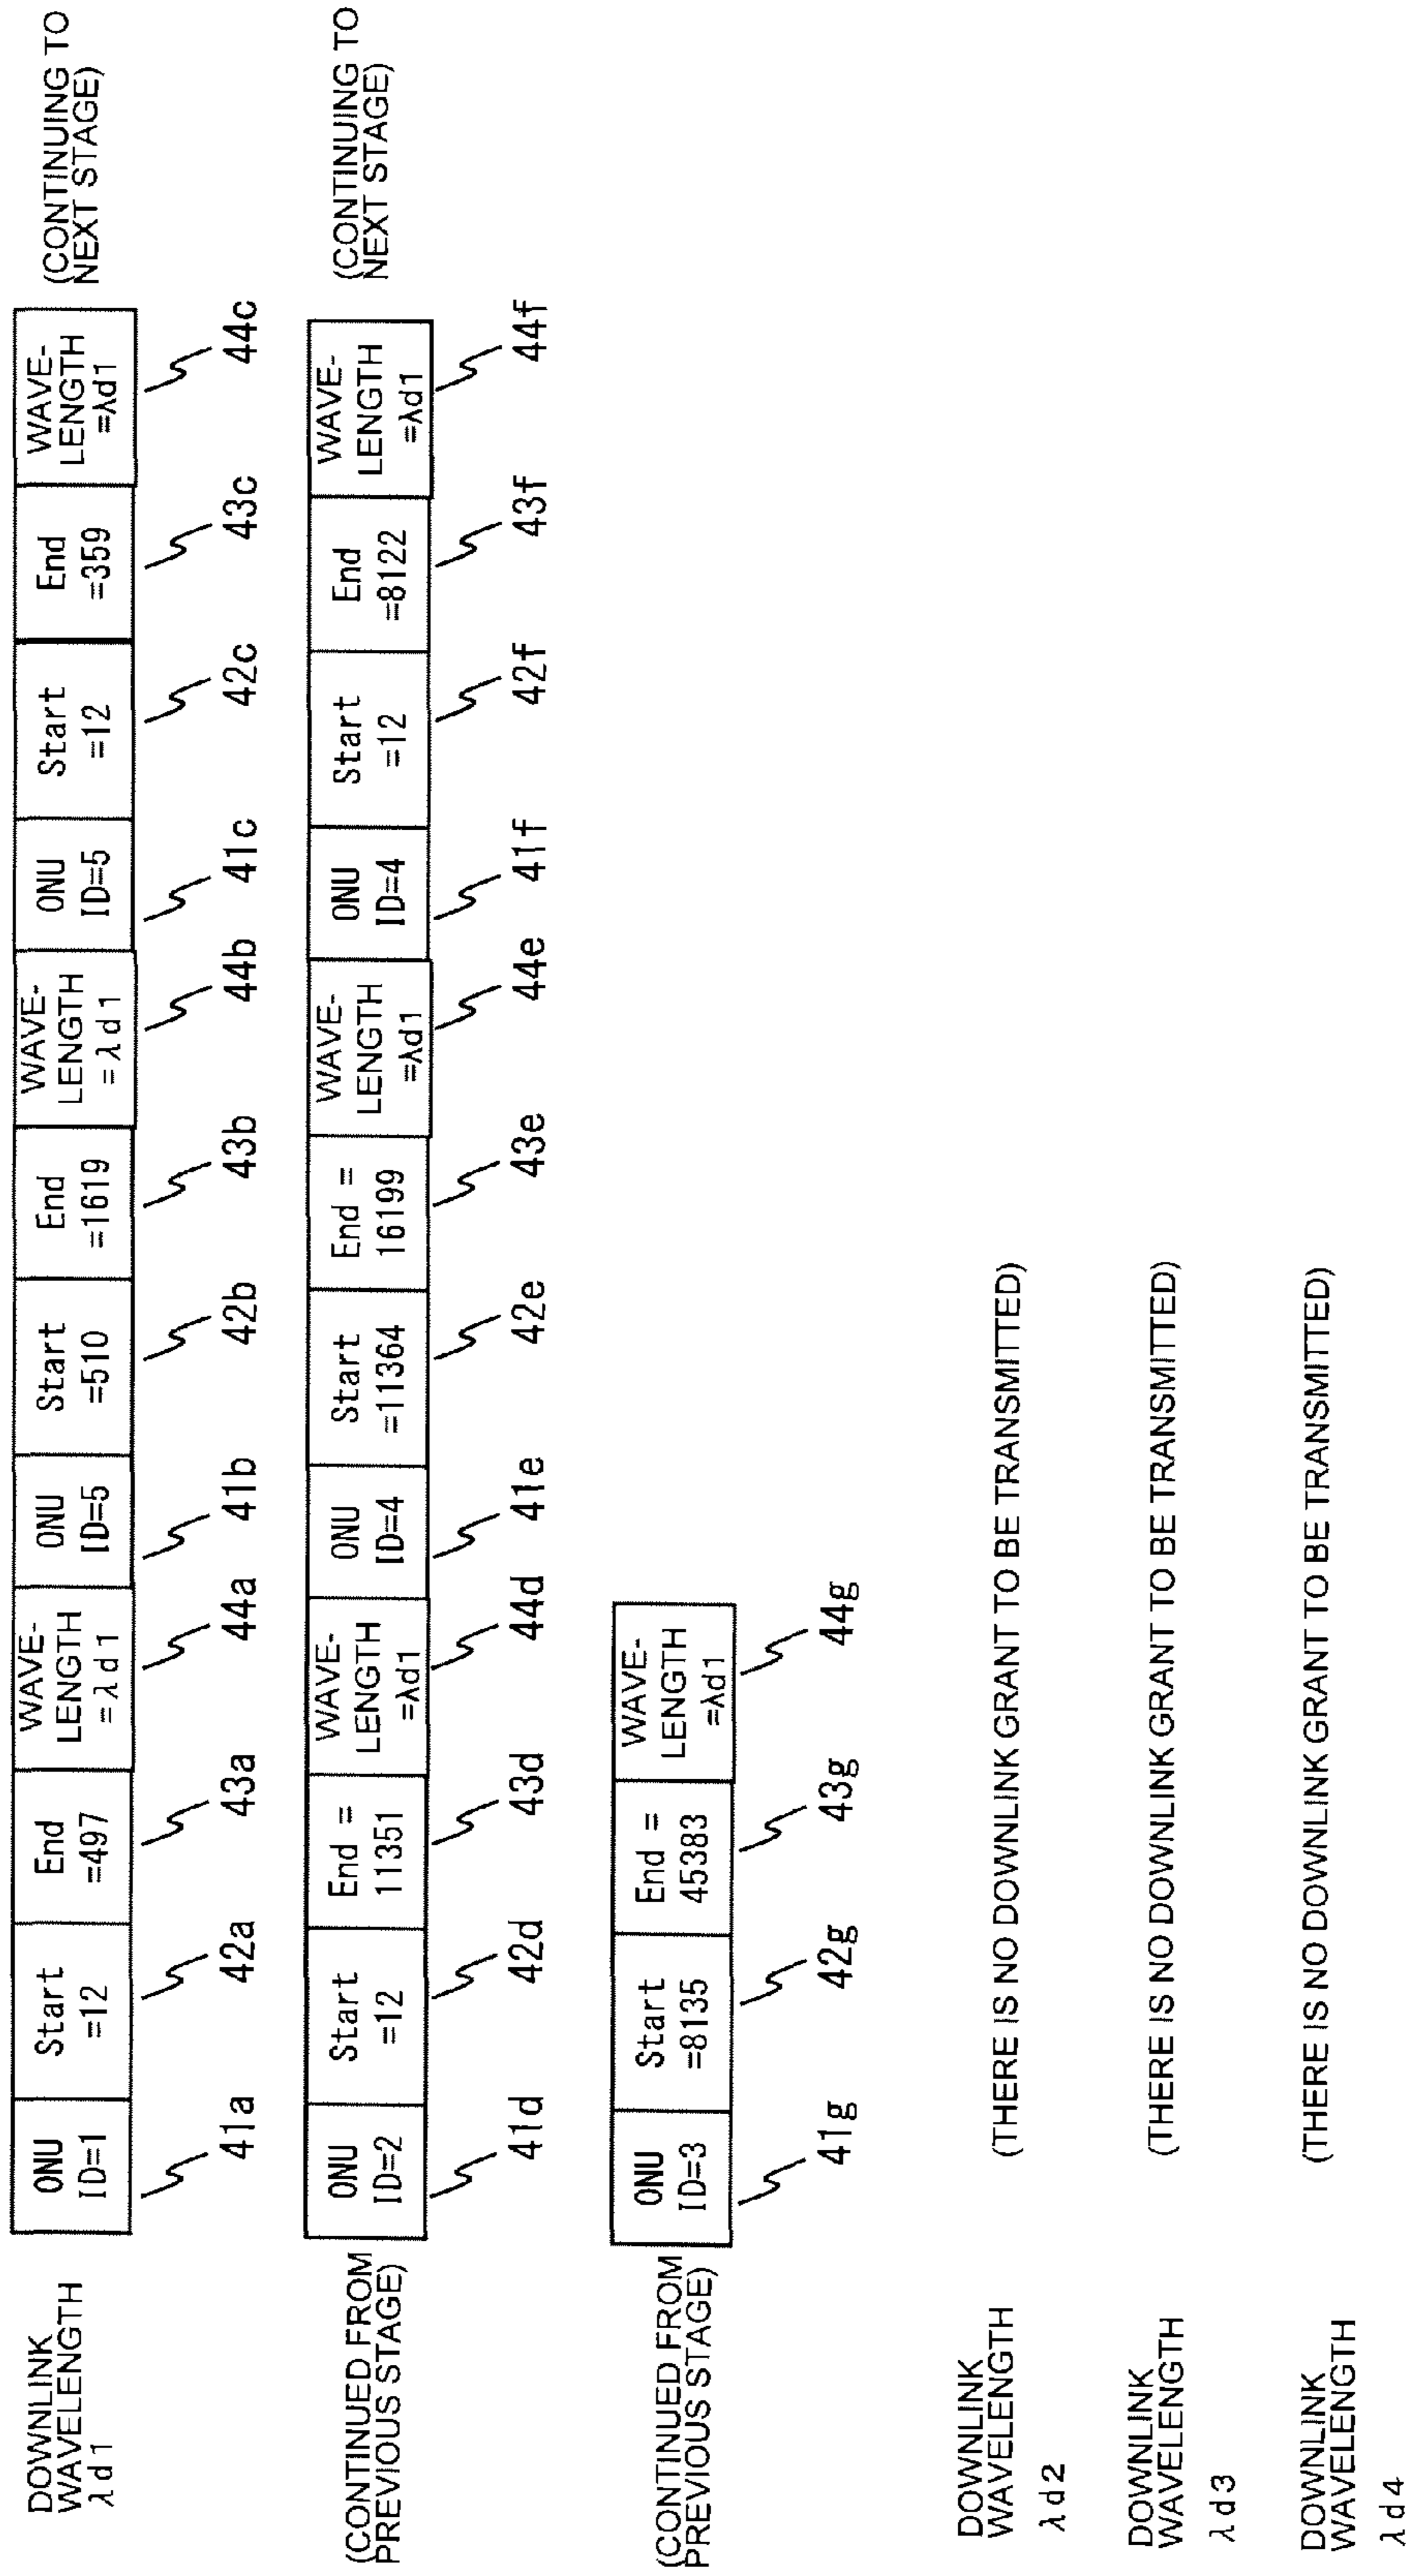 DOWNLINK
WAVELENGTH
λd1
ONU
ID=1
Start
=12
End
=497
WAVE-
LENGTH
=λd1
ONU
ID=5
Start
=510
End
=1619
WAVE-
LENGTH
=λd1
ONU
ID=5
Start
=12
End
=359
WAVE-
LENGTH
=λd1
(CONTINUING TO
NEXT STAGE)
41a
42a
43a
44a
41b
42b
43b
44b
41c
42c
43c
44c
(CONTINUED FROM
PREVIOUS STAGE)
ONU
ID=2
Start
=12
End =
11351
WAVE-
LENGTH
=λd1
ONU
ID=4
Start
=11364
End =
16199
WAVE-
LENGTH
=λd1
ONU
ID=4
Start
=12
End
=8122
WAVE-
LENGTH
=λd1
(CONTINUING TO
NEXT STAGE)
41d
42d
43d
44d
41e
42e
43e
44e
41f
42f
43f
44f
(CONTINUED FROM
PREVIOUS STAGE)
ONU
ID=3
Start
=8135
End =
45383
WAVE-
LENGTH
=λd1
41g
42g
43g
44g
DOWNLINK
WAVELENGTH
λd2
(THERE IS NO DOWNLINK GRANT TO BE TRANSMITTED)
DOWNLINK
WAVELENGTH
λd3
(THERE IS NO DOWNLINK GRANT TO BE TRANSMITTED)
DOWNLINK
WAVELENGTH
λd4
(THERE IS NO DOWNLINK GRANT TO BE TRANSMITTED)